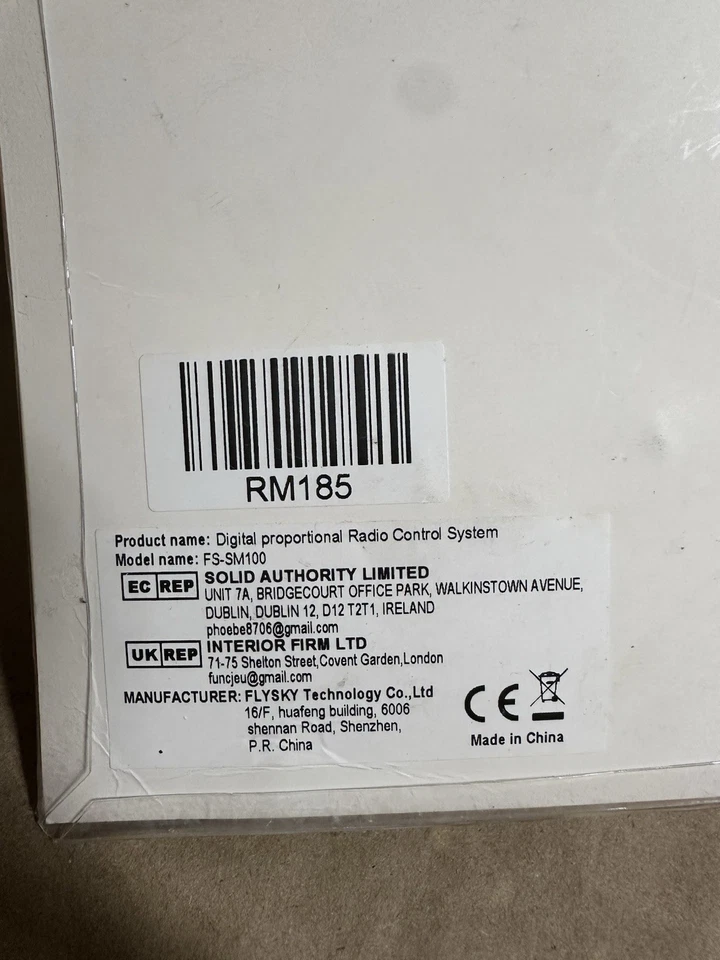 RM185
Product name: Digital proportional Radio Control System
Model name: FS-SM100
EC REP SOLID AUTHORITY LIMITED
UNIT 7A, BRIDGECOURT OFFICE PARK, WALKINSTOWN AVENUE,
DUBLIN, DUBLIN 12, D12 T2T1, IRELAND
phoebe8706@gmail.com
UK REP INTERIOR FIRM LTD
71-75 Shelton Street,Covent Garden,London
funcjeu@gmail.com
MANUFACTURER: FLYSKY Technology Co.,Ltd
16/F, huafeng building, 6006
shennan Road, Shenzhen,
P.R. China
CE
Made in China